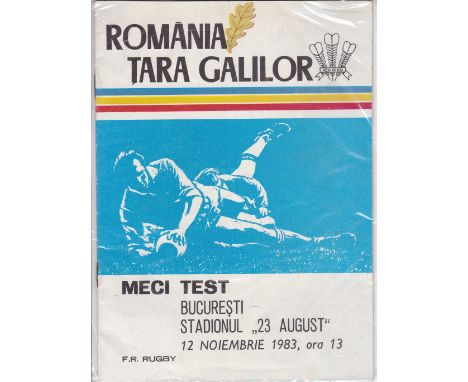 ROMÂNIA
ȚARA GALILOR
MECI TEST
BUCUREȘTI -
STADIONUL „23 AUGUST"
12 NOIEMBRIE 1983, ora 13
F.R. RUGBY